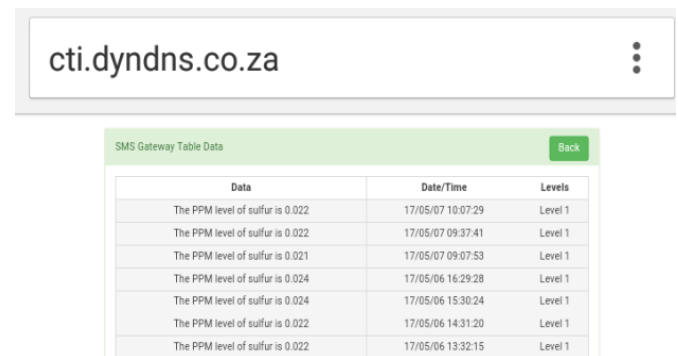 cti.dyndns.co.za
SMS Gateway Table Data Back
Data Date/Time Levels
The PPM level of sulfur is 0.022 17/05/07 10:07:29 Level 1
The PPM level of sulfur is 0.022 17/05/07 09:37:41 Level 1
The PPM level of sulfur is 0.021 17/05/07 09:07:53 Level 1
The PPM level of sulfur is 0.024 17/05/06 16:29:28 Level 1
The PPM level of sulfur is 0.024 17/05/06 15:30:24 Level 1
The PPM level of sulfur is 0.022 17/05/06 14:31:20 Level 1
The PPM level of sulfur is 0.022 17/05/06 13:32:15 Level 1